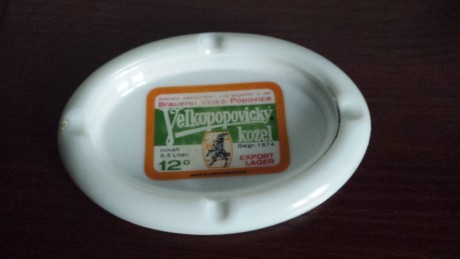 Brauerei Velké Popovice
Velkopopovický
kozel
Inhalt
0,5 Liter
Gegr. 1874
12°
EXPORT
LAGER